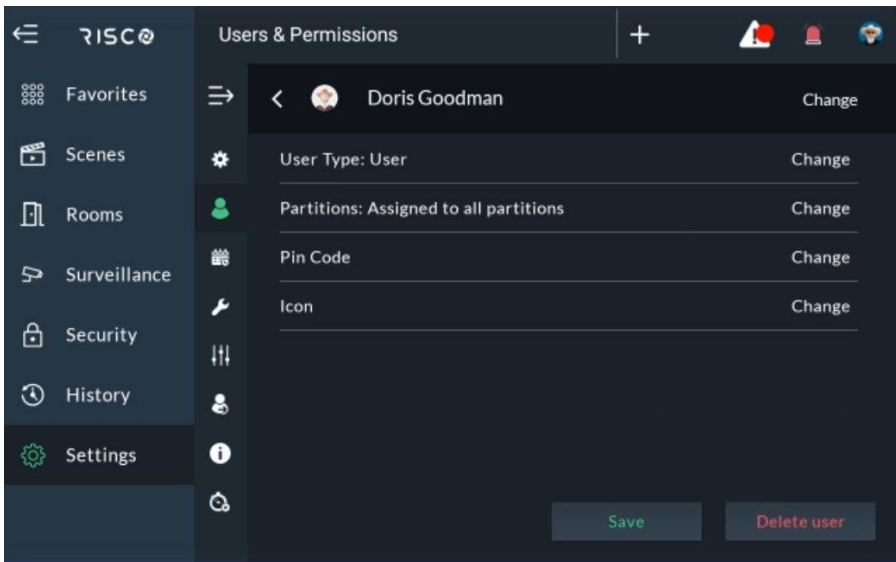 RISCO
Users & Permissions
+
Favorites
Scenes
Rooms
Surveillance
Security
History
Settings
Doris Goodman
Change
User Type: User
Change
Partitions: Assigned to all partitions
Change
Pin Code
Change
Icon
Change
Save
Delete user